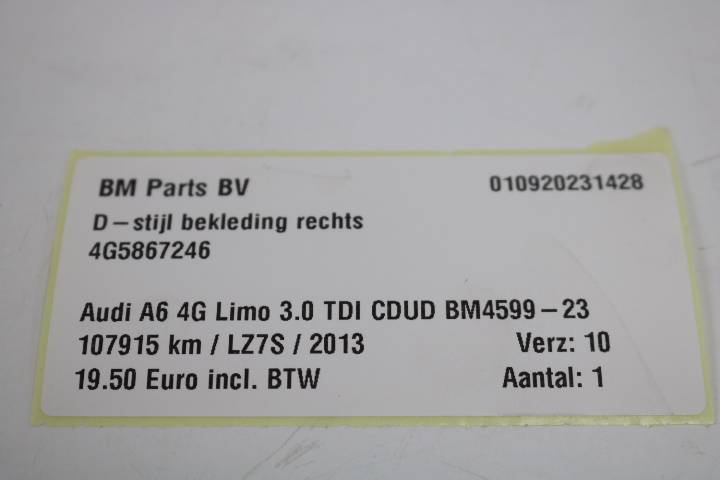 BM Parts BV 010920231428
D-stijl bekleding rechts
4G5867246
Audi A6 4G Limo 3.0 TDI CDUD BM4599-23
107915 km / LZ7S / 2013 Verz: 10
19.50 Euro incl. BTW Aantal: 1